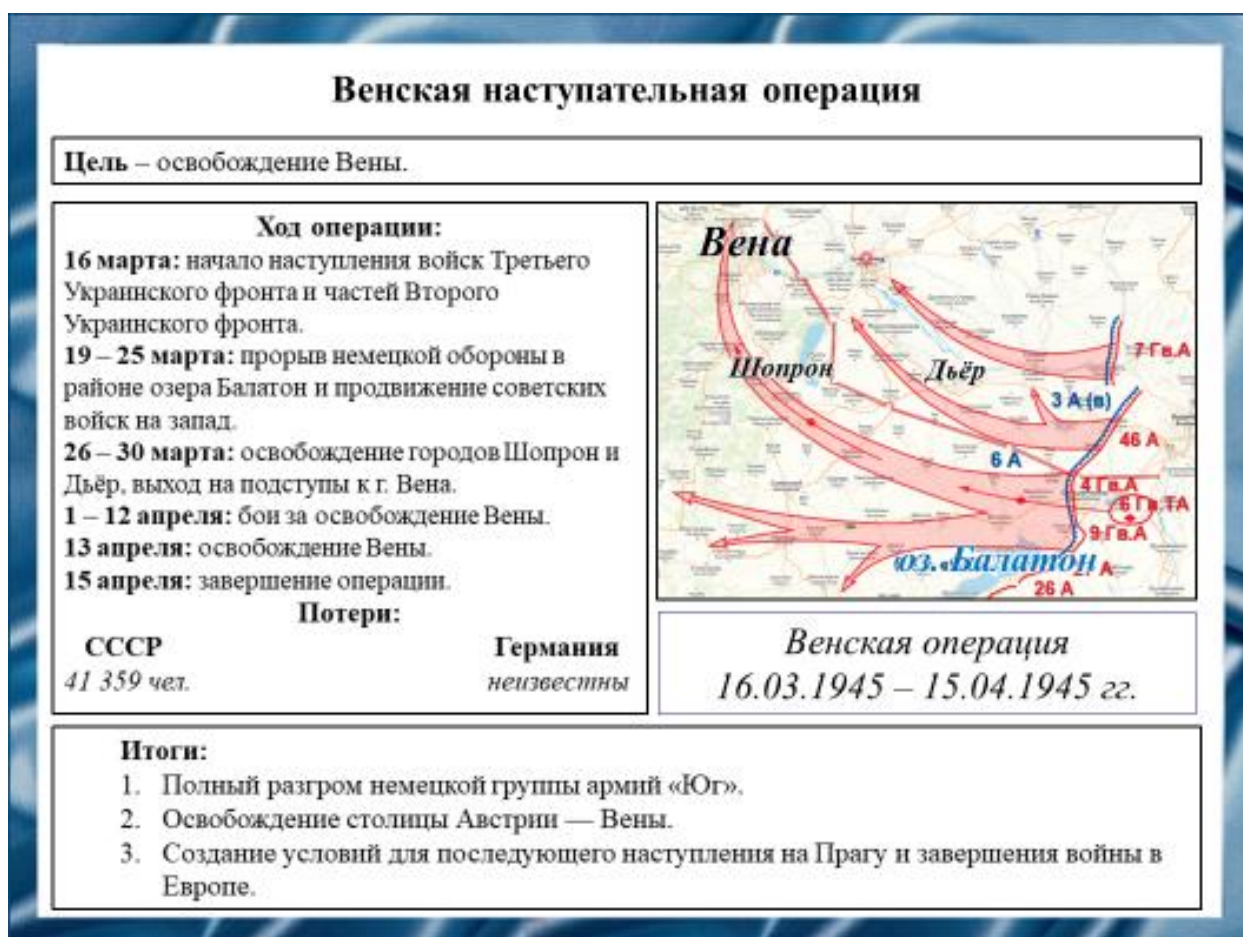 Венская наступательная операция
Цель – освобождение Вены.
Ход операции:
16 марта: начало наступления войск Третьего
Украинского фронта и частей Второго
Украинского фронта.
19 – 25 марта: прорыв немецкой обороны в
районе озера Балатон и продвижение советских
войск на запад.
26 – 30 марта: освобождение городов Шопрон и
Дьёр, выход на подступы к г. Вена.
1 – 12 апреля: бои за освобождение Вены.
13 апреля: освобождение Вены.
15 апреля: завершение операции.
Потери:
СССР Германия
41 359 чел. неизвестны
Вена
Шопрон
Дьёр
7 Гв.А
3 А (в)
46 А
6 А
4 Гв.А
6 Гв.ТА
9 Гв.А
оз. Балатон
26 А
Венская операция
16.03.1945 – 15.04.1945 гг.
Итоги:
1. Полный разгром немецкой группы армий «Юг».
2. Освобождение столицы Австрии — Вены.
3. Создание условий для последующего наступления на Прагу и завершения войны в
Европе.